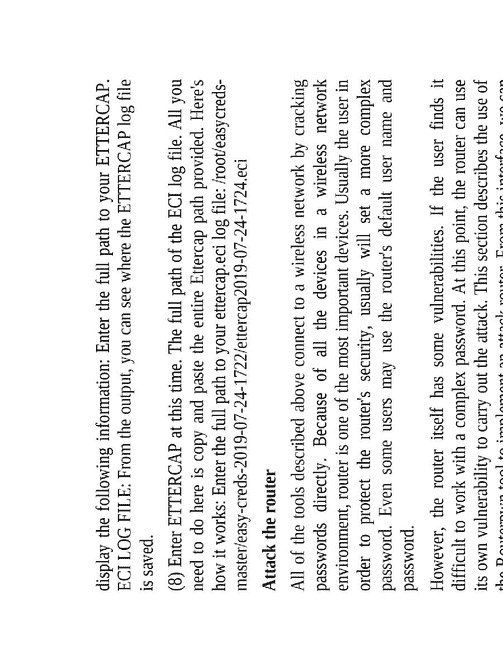 display the following information: Enter the full path to your ETTERCAP.
ECI LOG FILE: From the output, you can see where the ETTERCAP log file
is saved.
(8) Enter ETTERCAP at this time. The full path of the ECI log file. All you
need to do here is copy and paste the entire Ettercap path provided. Here's
how it works: Enter the full path to your ettercap.eci log file: /root/easycreds-
master/easy-creds-2019-07-24-1722/ettercap2019-07-24-1724.eci
Attack the router
All of the tools described above connect to a wireless network by cracking
passwords directly. Because of all the devices in a wireless network
environment, router is one of the most important devices. Usually the user in
order to protect the router's security, usually will set a more complex
password. Even some users may use the router's default user name and
password.
However, the router itself has some vulnerabilities. If the user finds it
difficult to work with a complex password. At this point, the router can use
its own vulnerability to carry out the attack. This section describes the use of
the Routerpwn tool to implement an attack router. From this interface, we can